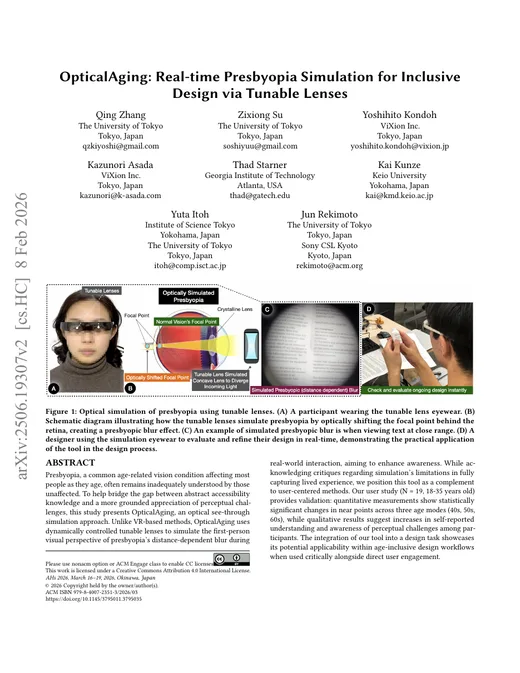 OpticalAging: Real-time Presbyopia Simulation for Inclusive
Design via Tunable Lenses
Qing Zhang
The University of Tokyo
Tokyo, Japan
qzkiyoshi@gmail.com
Zixiong Su
The University of Tokyo
Tokyo, Japan
soshiyuu@gmail.com
Yoshihito Kondoh
ViXion Inc.
Tokyo, Japan
yoshihito.kondoh@vixion.jp
Kazunori Asada
ViXion Inc.
Tokyo, Japan
kazunori@k-asada.com
Thad Starner
Georgia Institute of Technology
Atlanta, USA
thad@gatech.edu
Kai Kunze
Keio University
Yokohama, Japan
kai@kmd.keio.ac.jp
Yuta Itoh
Institute of Science Tokyo
Yokohama, Japan
The University of Tokyo
Tokyo, Japan
itoh@comp.isct.ac.jp
Jun Rekimoto
The University of Tokyo
Tokyo, Japan
Sony CSL Kyoto
Kyoto, Japan
rekimoto@acm.org
arXiv:2506.19307v2 [cs.HC] 8 Feb 2026
Tunable Lenses
A
Optically Simulated
Presbyopia
Focal Point
Crystalline Lens
Normal Vision's Focal Point
Optically Shifted Focal Point
Tunable Lens Simulated
Concave Lens to Diverge
Incoming Light
B
C
Simulated Presbyopic (distance dependent) Blur
D
Check and evaluate ongoing design instantly
Figure 1: Optical simulation of presbyopia using tunable lenses. (A) A participant wearing the tunable lens eyewear. (B)
Schematic diagram illustrating how the tunable lenses simulate presbyopia by optically shifting the focal point behind the
retina, creating a presbyopic blur effect. (C) An example of simulated presbyopic blur is when viewing text at close range. (D) A
designer using the simulation eyewear to evaluate and refine their design in real-time, demonstrating the practical application
of the tool in the design process.
ABSTRACT
Presbyopia, a common age-related vision condition affecting most
people as they age, often remains inadequately understood by those
unaffected. To help bridge the gap between abstract accessibility
knowledge and a more grounded appreciation of perceptual chal-
lenges, this study presents OpticalAging, an optical see-through
simulation approach. Unlike VR-based methods, OpticalAging uses
dynamically controlled tunable lenses to simulate the first-person
visual perspective of presbyopia's distance-dependent blur during
Please use nonacm option or ACM Engage class to enable CC licenses
This work is licensed under a Creative Commons Attribution 4.0 International License.
AHs 2026, March 16–19, 2026, Okinawa, Japan
© 2026 Copyright held by the owner/author(s).
ACM ISBN 979-8-4007-2351-3/2026/03
https://doi.org/10.1145/3795011.3795035
real-world interaction, aiming to enhance awareness. While ac-
knowledging critiques regarding simulation's limitations in fully
capturing lived experience, we position this tool as a complement
to user-centered methods. Our user study (N = 19, 18-35 years old)
provides validation: quantitative measurements show statistically
significant changes in near points across three age modes (40s, 50s,
60s), while qualitative results suggest increases in self-reported
understanding and awareness of perceptual challenges among par-
ticipants. The integration of our tool into a design task showcases
its potential applicability within age-inclusive design workflows
when used critically alongside direct user engagement.